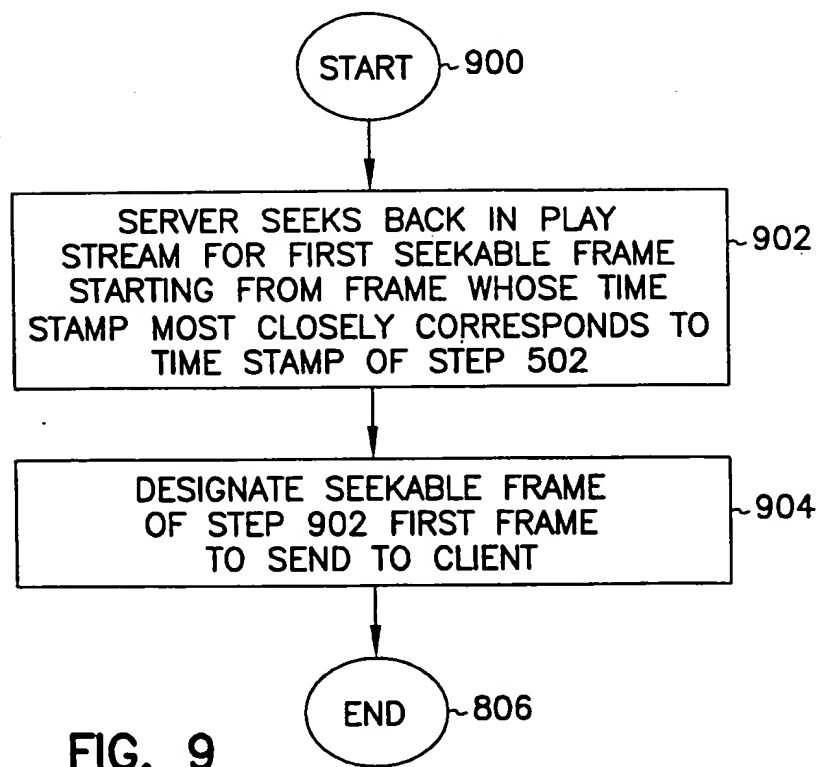 START 900
SERVER SEEKS BACK IN PLAY
STREAM FOR FIRST SEEKABLE FRAME
STARTING FROM FRAME WHOSE TIME
STAMP MOST CLOSELY CORRESPONDS TO
TIME STAMP OF STEP 502
902
DESIGNATE SEEKABLE FRAME
OF STEP 902 FIRST FRAME
TO SEND TO CLIENT
904
END 806
FIG. 9